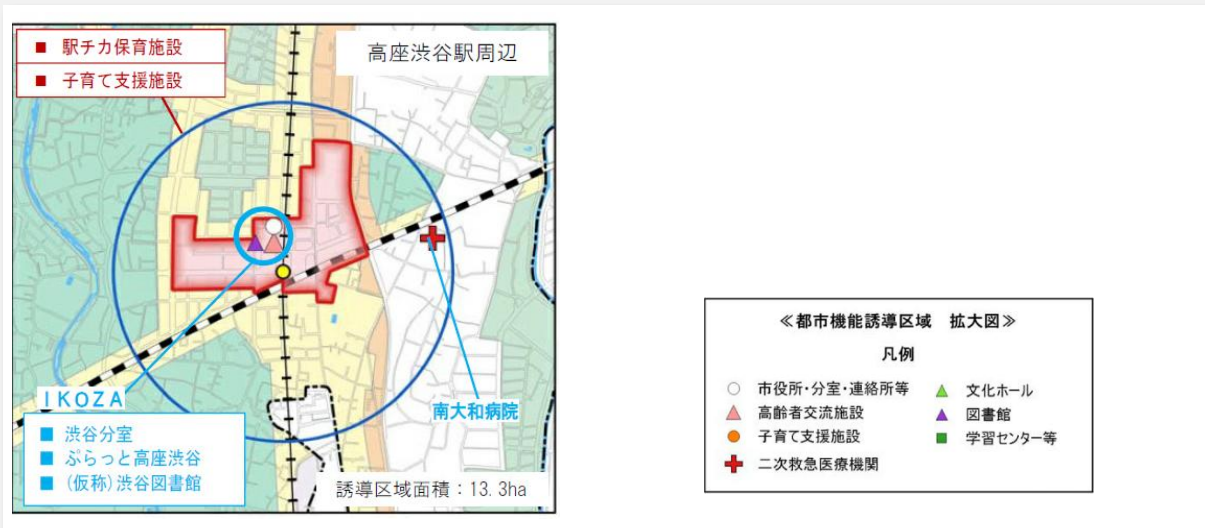 ■ 駅チカ保育施設
■ 子育て支援施設
高座渋谷駅周辺
IKOZA
■ 渋谷分室
■ ぷらっと高座渋谷
■ (仮称)渋谷図書館
南大和病院
誘導区域面積：13.3ha
≪都市機能誘導区域　拡大図≫
凡例
市役所・分室・連絡所等
高齢者交流施設
子育て支援施設
二次救急医療機関
文化ホール
図書館
学習センター等